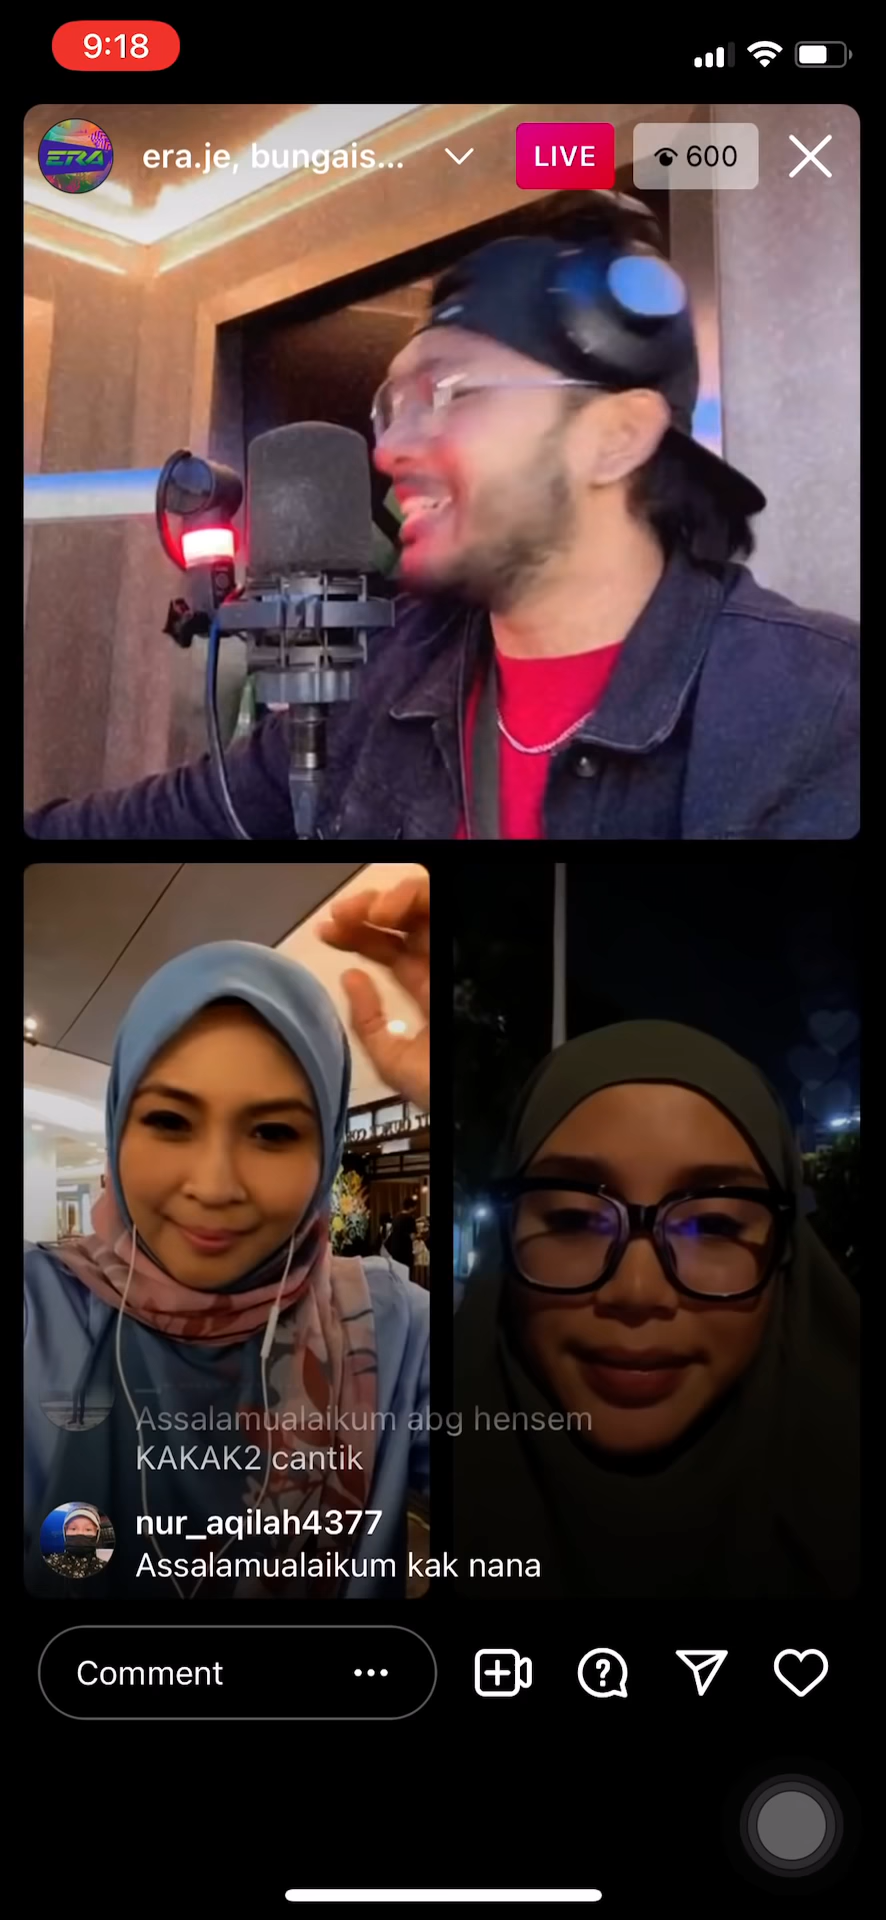 9:18
ERA
era.je, bungais...
LIVE
600
Assalamualaikum abg hensem
KAKAK2 cantik
nur_aqilah4377
Assalamualaikum kak nana
Comment